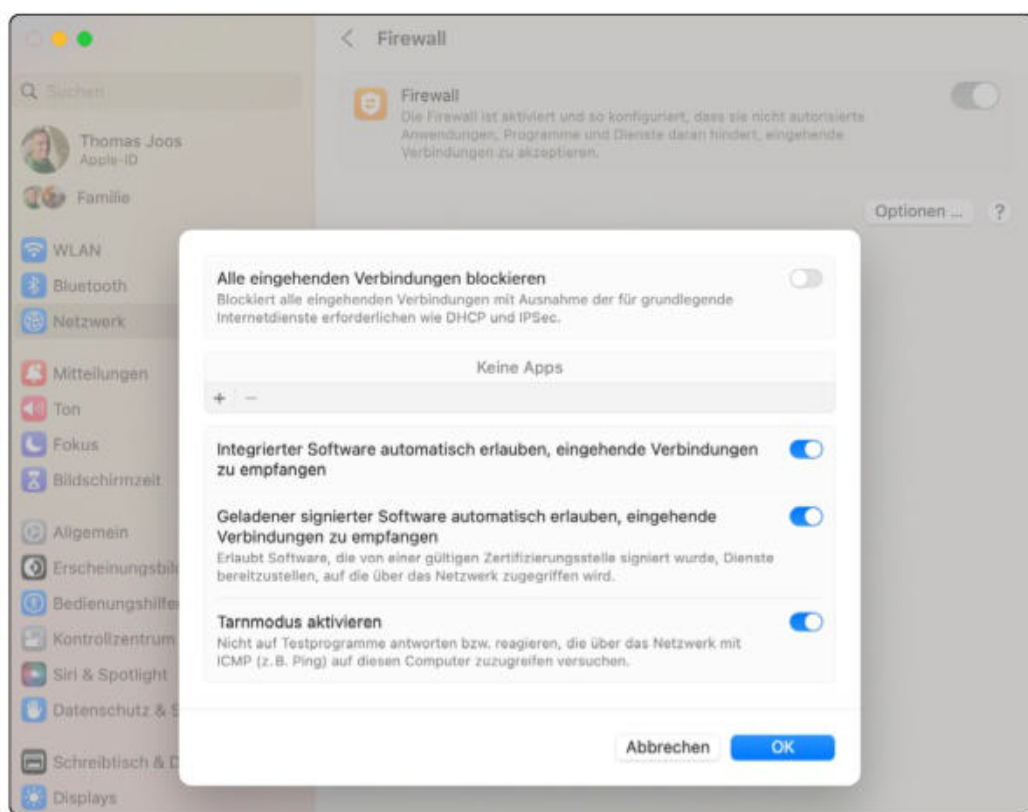 Firewall
Suchen
Thomas Joos
Apple-ID
Familie
WLAN
Bluetooth
Netzwerk
Mitteilungen
Ton
Fokus
Bildschirmzeit
Allgemein
Erscheinungsbild
Bedienungshilfe
Kontrollzentrum
Siri & Spotlight
Datenschutz & S
Schreibtisch & D
Displays
Firewall
Die Firewall ist aktiviert und so konfiguriert, dass sie nicht autorisierte
Anwendungen, Programme und Dienste daran hindert, eingehende
Verbindungen zu akzeptieren.
Optionen ...
?
Alle eingehenden Verbindungen blockieren
Blockiert alle eingehenden Verbindungen mit Ausnahme der für grundlegende
Internetdienste erforderlichen wie DHCP und IPSec.
Keine Apps
+ −
Integrierter Software automatisch erlauben, eingehende Verbindungen
zu empfangen
Geladener signierter Software automatisch erlauben, eingehende
Verbindungen zu empfangen
Erlaubt Software, die von einer gültigen Zertifizierungsstelle signiert wurde, Dienste
bereitzustellen, auf die über das Netzwerk zugegriffen wird.
Tarnmodus aktivieren
Nicht auf Testprogramme antworten bzw. reagieren, die über das Netzwerk mit
ICMP (z. B. Ping) auf diesen Computer zuzugreifen versuchen.
Abbrechen
OK